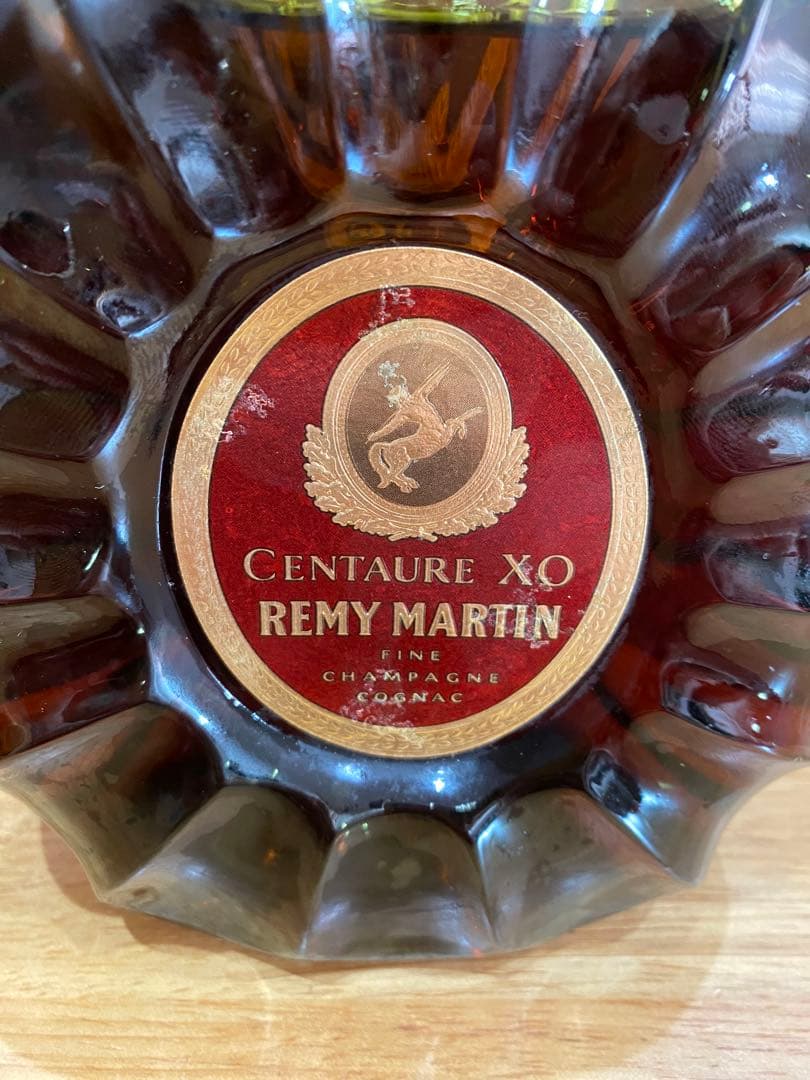 CENTAURE XO
REMY MARTIN
FINE
CHAMPAGNE
COGNAC